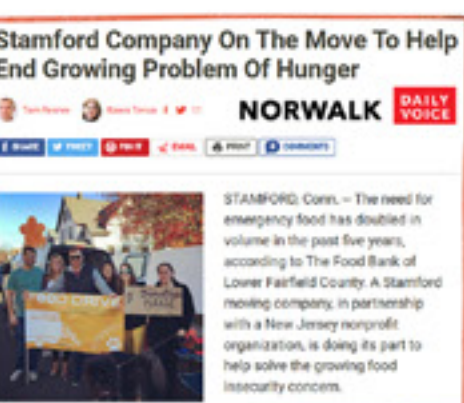 Stamford Company On The Move To Help
End Growing Problem Of Hunger
NORWALK DAILY
VOICE
SHARE TWEET PIN IT EMAIL PRINT COMMENTS
STAMFORD, Conn. – The need for
emergency food has doubled in
volume in the past five years,
according to The Food Bank of
Lower Fairfield County. A Stamford
moving company, in partnership
with a New Jersey nonprofit
organization, is doing its part to
help solve the growing food
insecurity concern.